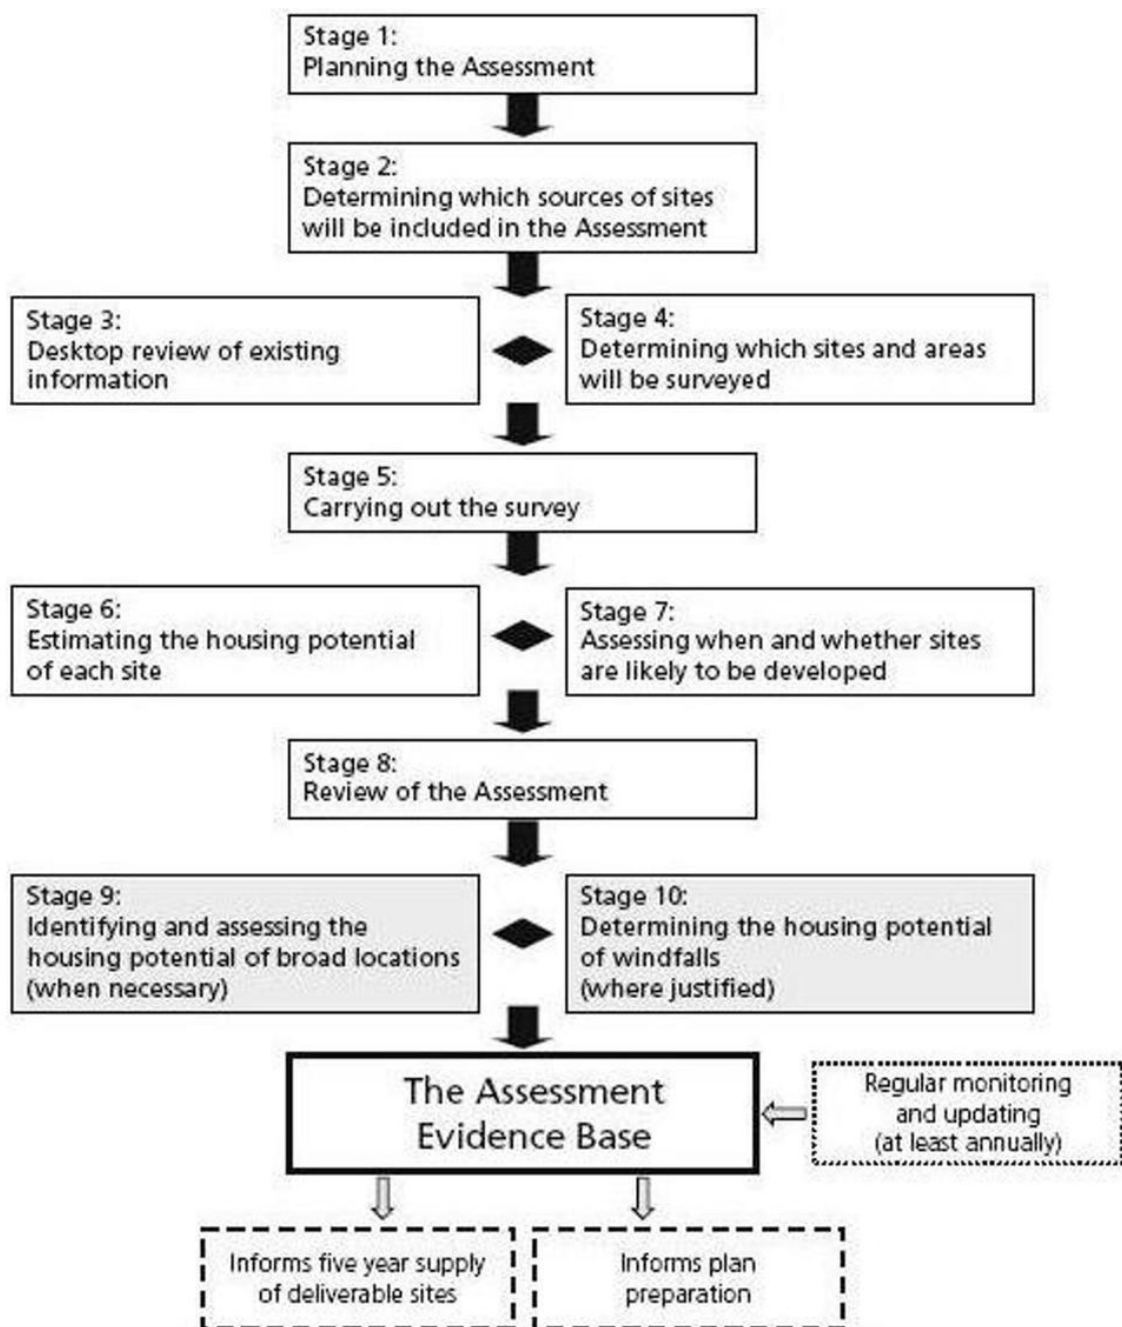 Stage 1:
Planning the Assessment
Stage 2:
Determining which sources of sites
will be included in the Assessment
Stage 3:
Desktop review of existing
information
Stage 4:
Determining which sites and areas
will be surveyed
Stage 5:
Carrying out the survey
Stage 6:
Estimating the housing potential
of each site
Stage 7:
Assessing when and whether sites
are likely to be developed
Stage 8:
Review of the Assessment
Stage 9:
Identifying and assessing the
housing potential of broad locations
(when necessary)
Stage 10:
Determining the housing potential
of windfalls
(where justified)
The Assessment
Evidence Base
Regular monitoring
and updating
(at least annually)
Informs five year supply
of deliverable sites
Informs plan
preparation